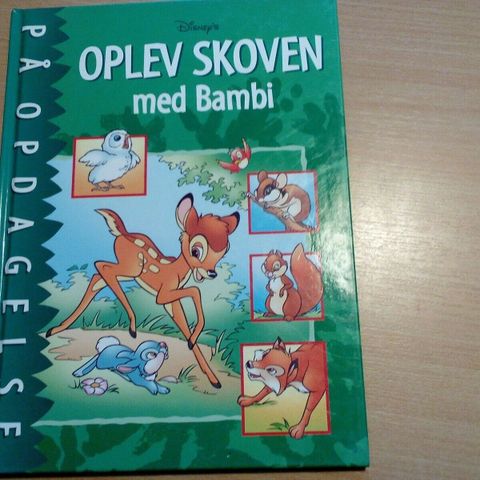 DISNEY'S
OPLEV SKOVEN
med Bambi
PÅ OPDAGELSE